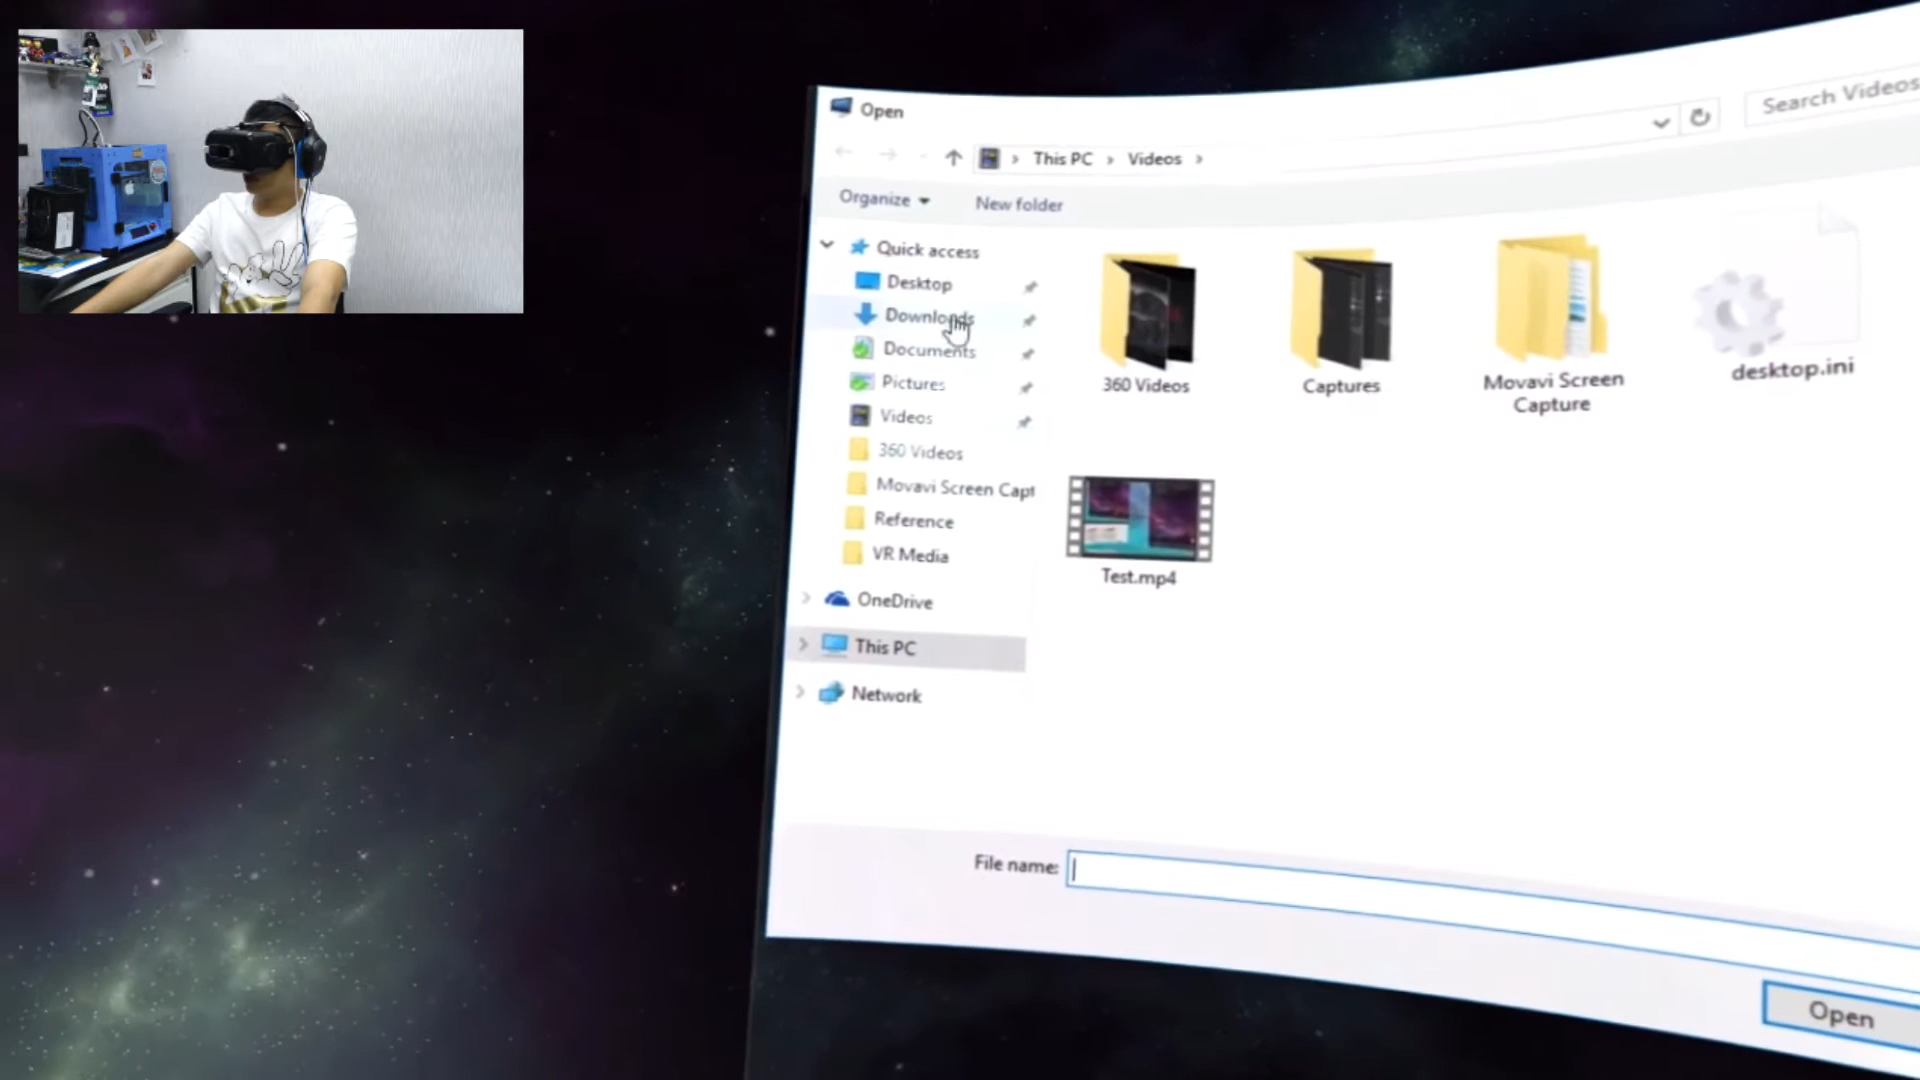 Open
This PC > Videos >
Search Videos
Organize
New folder
Quick access
Desktop
Downloads
Documents
Pictures
Videos
360 Videos
Movavi Screen Capt
Reference
VR Media
OneDrive
This PC
Network
360 Videos
Captures
Movavi Screen
Capture
desktop.ini
Test.mp4
File name:
Open